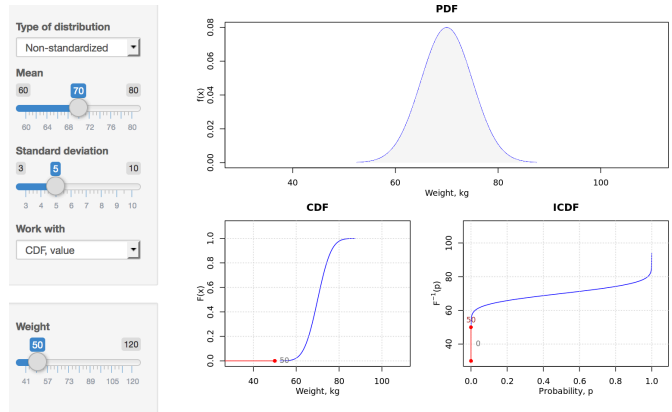 Type of distribution
Non-standardized
Mean
60 70 80
60 64 68 72 76 80
Standard deviation
3 5 10
3 4 5 6 7 8 9 10
Work with
CDF, value
Weight
50 120
41 57 73 89 105 120
PDF
f(x)
0.08
0.06
0.04
0.02
0.00
40 60 80 100
Weight, kg
CDF
F(x)
1.0
0.8
0.6
0.4
0.2
0.0
50
40 60 80 100
Weight, kg
ICDF
F⁻¹(p)
100
80
60
40
50
0
0.0 0.2 0.4 0.6 0.8 1.0
Probability, p